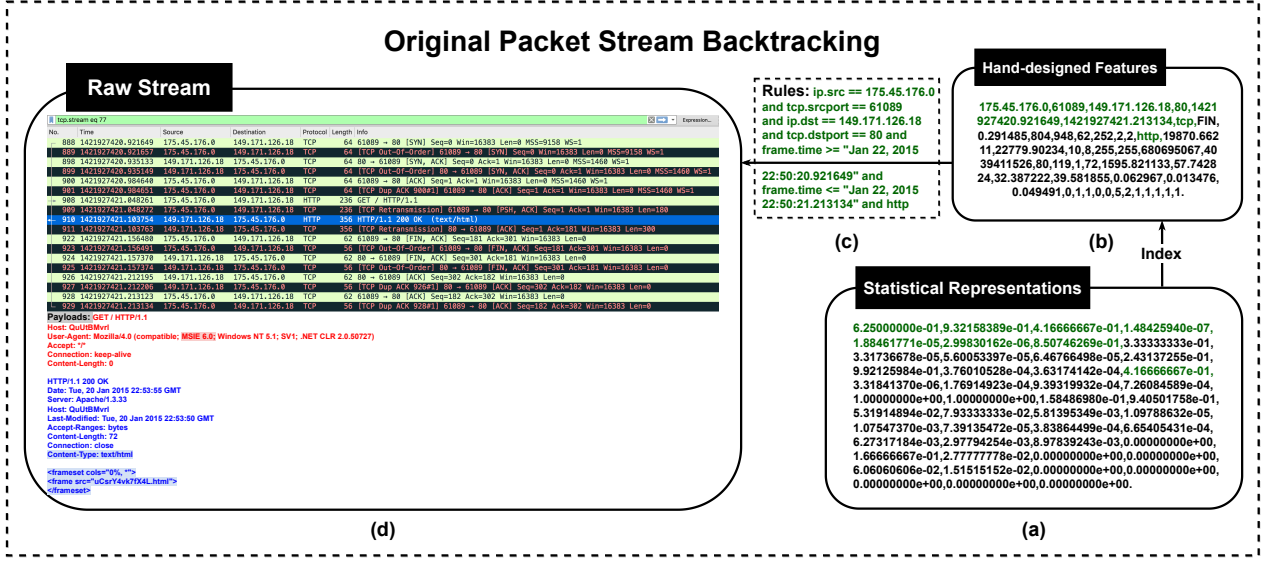 Original Packet Stream Backtracking
Raw Stream
tcp.stream eq 77
Expression...
No. Time Source Destination Protocol Length Info
888 1421927420.921649 175.45.176.0 149.171.126.18 TCP 64 61089 → 80 [SYN] Seq=0 Win=16383 Len=0 MSS=9158 WS=1
889 1421927420.921657 175.45.176.0 149.171.126.18 TCP 64 [TCP Out-Of-Order] 61089 → 80 [SYN] Seq=0 Win=16383 Len=0 MSS=9158 WS=1
898 1421927420.935133 149.171.126.18 175.45.176.0 TCP 64 80 → 61089 [SYN, ACK] Seq=0 Ack=1 Win=16383 Len=0 MSS=1460 WS=1
899 1421927420.935149 149.171.126.18 175.45.176.0 TCP 64 [TCP Out-Of-Order] 80 → 61089 [SYN, ACK] Seq=0 Ack=1 Win=16383 Len=0 MSS=1460 WS=1
900 1421927420.984640 175.45.176.0 149.171.126.18 TCP 64 61089 → 80 [ACK] Seq=1 Ack=1 Win=16383 Len=0 MSS=1460 WS=1
901 1421927420.984651 175.45.176.0 149.171.126.18 TCP 64 [TCP Dup ACK 900#1] 61089 → 80 [ACK] Seq=1 Ack=1 Win=16383 Len=0 MSS=1460 WS=1
908 1421927421.048261 175.45.176.0 149.171.126.18 HTTP 236 GET / HTTP/1.1
909 1421927421.048272 175.45.176.0 149.171.126.18 TCP 236 [TCP Retransmission] 61089 → 80 [PSH, ACK] Seq=1 Ack=1 Win=16383 Len=180
910 1421927421.103754 149.171.126.18 175.45.176.0 HTTP 356 HTTP/1.1 200 OK (text/html)
911 1421927421.103763 149.171.126.18 175.45.176.0 TCP 356 [TCP Retransmission] 80 → 61089 [ACK] Seq=1 Ack=181 Win=16383 Len=300
922 1421927421.156480 175.45.176.0 149.171.126.18 TCP 62 61089 → 80 [FIN, ACK] Seq=181 Ack=301 Win=16383 Len=0
923 1421927421.156491 175.45.176.0 149.171.126.18 TCP 56 [TCP Out-Of-Order] 61089 → 80 [FIN, ACK] Seq=181 Ack=301 Win=16383 Len=0
924 1421927421.157370 149.171.126.18 175.45.176.0 TCP 62 80 → 61089 [FIN, ACK] Seq=301 Ack=181 Win=16383 Len=0
925 1421927421.157374 149.171.126.18 175.45.176.0 TCP 56 [TCP Out-Of-Order] 80 → 61089 [FIN, ACK] Seq=301 Ack=181 Win=16383 Len=0
926 1421927421.212195 149.171.126.18 175.45.176.0 TCP 62 80 → 61089 [ACK] Seq=302 Ack=182 Win=16383 Len=0
927 1421927421.212206 149.171.126.18 175.45.176.0 TCP 56 [TCP Dup ACK 926#1] 80 → 61089 [ACK] Seq=302 Ack=182 Win=16383 Len=0
928 1421927421.213123 175.45.176.0 149.171.126.18 TCP 62 61089 → 80 [ACK] Seq=182 Ack=302 Win=16383 Len=0
929 1421927421.213134 175.45.176.0 149.171.126.18 TCP 56 [TCP Dup ACK 928#1] 61089 → 80 [ACK] Seq=182 Ack=302 Win=16383 Len=0
Payloads: GET / HTTP/1.1
Host: QuUtBMvrl
User-Agent: Mozilla/4.0 (compatible; MSIE 6.0; Windows NT 5.1; SV1; .NET CLR 2.0.50727)
Accept: */*
Connection: keep-alive
Content-Length: 0
HTTP/1.1 200 OK
Date: Tue, 20 Jan 2015 22:53:55 GMT
Server: Apache/1.3.33
Host: QuUtBMvrl
Last-Modified: Tue, 20 Jan 2015 22:53:50 GMT
Accept-Ranges: bytes
Content-Length: 72
Connection: close
Content-Type: text/html
<frameset cols="0%, *">
<frame src="uCsrY4vk7fX4L.html">
</frameset>
(d)
Rules: ip.src == 175.45.176.0
and tcp.srcport == 61089
and ip.dst == 149.171.126.18
and tcp.dstport == 80 and
frame.time >= "Jan 22, 2015
22:50:20.921649" and
frame.time <= "Jan 22, 2015
22:50:21.213134" and http
(c)
Hand-designed Features
175.45.176.0,61089,149.171.126.18,80,1421
927420.921649,1421927421.213134,tcp,FIN,
0.291485,804,948,62,252,2,2,http,19870.662
11,22779.90234,10,8,255,255,680695067,40
39411526,80,119,1,72,1595.821133,57.7428
24,32.387222,39.581855,0.062967,0.013476,
0.049491,0,1,1,0,0,5,2,1,1,1,1,1.
(b)
Index
Statistical Representations
6.25000000e-01,9.32158389e-01,4.16666667e-01,1.48425940e-07,
1.88461771e-05,2.99830162e-06,8.50746269e-01,3.33333333e-01,
3.31736678e-05,5.60053397e-05,6.46766498e-05,2.43137255e-01,
9.92125984e-01,3.76010528e-04,3.63174142e-04,4.16666667e-01,
3.31841370e-06,1.76914923e-04,9.39319932e-04,7.26084589e-04,
1.00000000e+00,1.00000000e+00,1.58486980e-01,9.40501758e-01,
5.31914894e-02,7.93333333e-02,5.81395349e-03,1.09788632e-05,
1.07547370e-03,7.39135472e-05,3.83864499e-04,6.65405431e-04,
6.27317184e-03,2.97794254e-03,8.97839243e-03,0.00000000e+00,
1.66666667e-01,2.77777778e-02,0.00000000e+00,0.00000000e+00,
6.06060606e-02,1.51515152e-02,0.00000000e+00,0.00000000e+00,
0.00000000e+00,0.00000000e+00,0.00000000e+00.
(a)